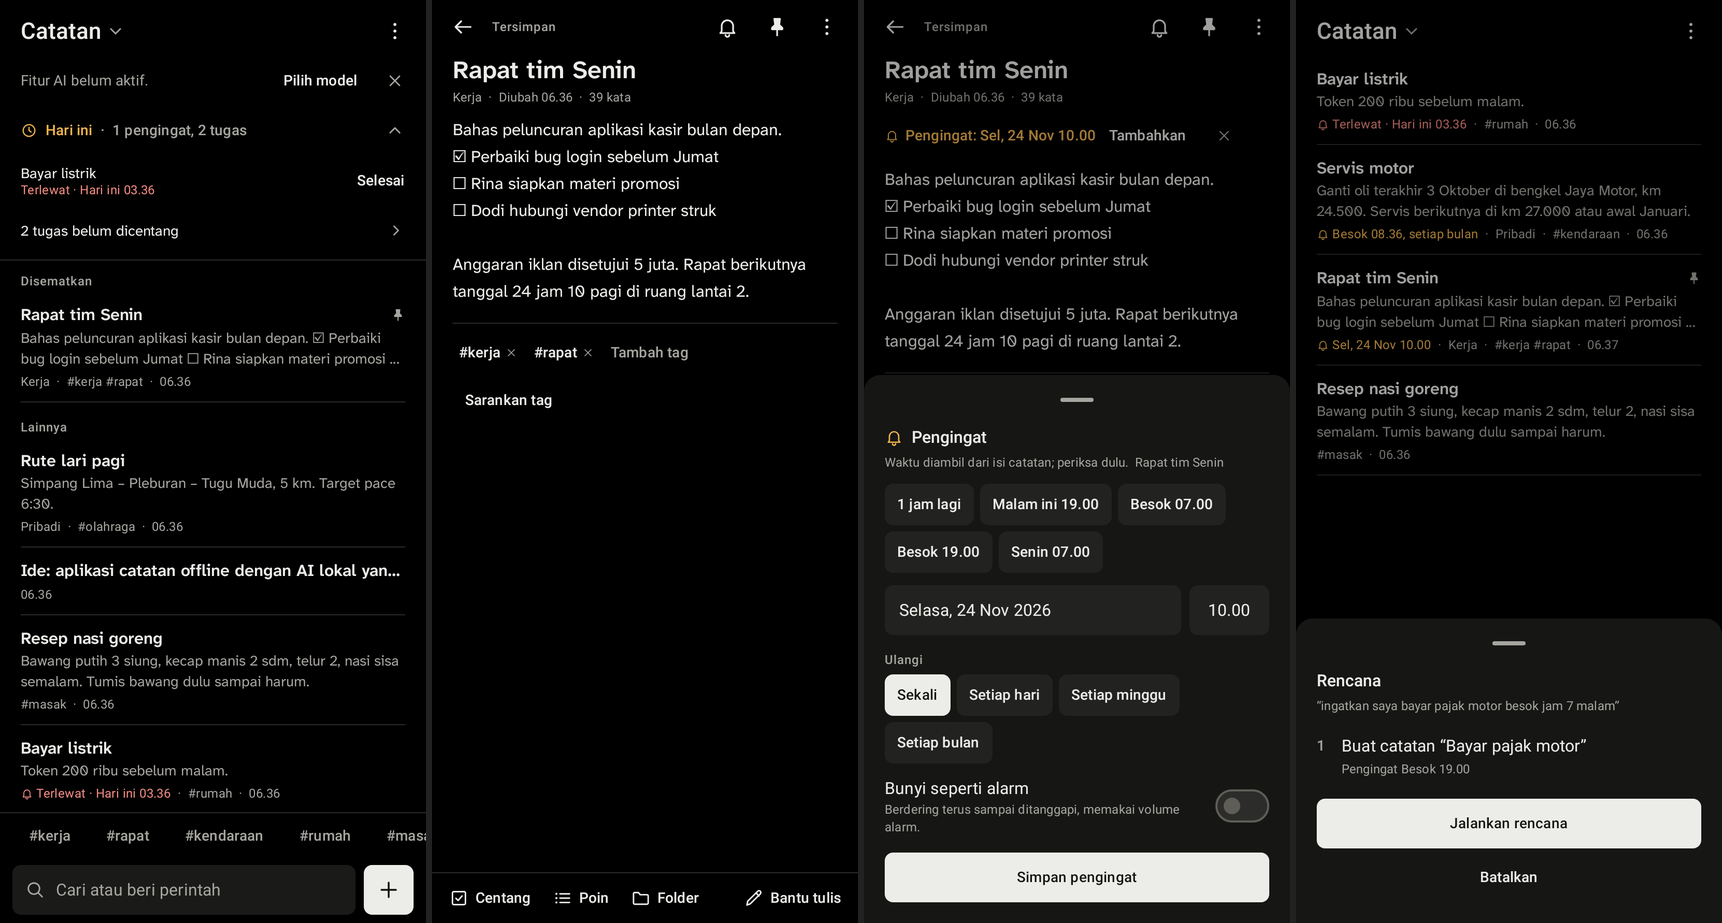 Catatan
Fitur AI belum aktif.
Pilih model
Hari ini · 1 pengingat, 2 tugas
Bayar listrik
Terlewat · Hari ini 03.36
Selesai
2 tugas belum dicentang
Disematkan
Rapat tim Senin
Bahas peluncuran aplikasi kasir bulan depan. ☑ Perbaiki
bug login sebelum Jumat ☐ Rina siapkan materi promosi ...
Kerja · #kerja #rapat · 06.36
Lainnya
Rute lari pagi
Simpang Lima – Pleburan – Tugu Muda, 5 km. Target pace
6:30.
Pribadi · #olahraga · 06.36
Ide: aplikasi catatan offline dengan AI lokal yan...
06.36
Resep nasi goreng
Bawang putih 3 siung, kecap manis 2 sdm, telur 2, nasi sisa
semalam. Tumis bawang dulu sampai harum.
#masak · 06.36
Bayar listrik
Token 200 ribu sebelum malam.
Terlewat · Hari ini 03.36 · #rumah · 06.36
#kerja #rapat #kendaraan #rumah #masa
Cari atau beri perintah
Tersimpan
Rapat tim Senin
Kerja · Diubah 06.36 · 39 kata
Bahas peluncuran aplikasi kasir bulan depan.
☑ Perbaiki bug login sebelum Jumat
☐ Rina siapkan materi promosi
☐ Dodi hubungi vendor printer struk
Anggaran iklan disetujui 5 juta. Rapat berikutnya
tanggal 24 jam 10 pagi di ruang lantai 2.
#kerja × #rapat × Tambah tag
Sarankan tag
Centang Poin Folder Bantu tulis
Tersimpan
Rapat tim Senin
Kerja · Diubah 06.36 · 39 kata
Pengingat: Sel, 24 Nov 10.00 Tambahkan
Bahas peluncuran aplikasi kasir bulan depan.
☑ Perbaiki bug login sebelum Jumat
☐ Rina siapkan materi promosi
☐ Dodi hubungi vendor printer struk
Anggaran iklan disetujui 5 juta. Rapat berikutnya
tanggal 24 jam 10 pagi di ruang lantai 2.
Pengingat
Waktu diambil dari isi catatan; periksa dulu. Rapat tim Senin
1 jam lagi Malam ini 19.00 Besok 07.00
Besok 19.00 Senin 07.00
Selasa, 24 Nov 2026 10.00
Ulangi
Sekali Setiap hari Setiap minggu
Setiap bulan
Bunyi seperti alarm
Berdering terus sampai ditanggapi, memakai volume
alarm.
Simpan pengingat
Catatan
Bayar listrik
Token 200 ribu sebelum malam.
Terlewat · Hari ini 03.36 · #rumah · 06.36
Servis motor
Ganti oli terakhir 3 Oktober di bengkel Jaya Motor, km
24.500. Servis berikutnya di km 27.000 atau awal Januari.
Besok 08.36, setiap bulan · Pribadi · #kendaraan · 06.36
Rapat tim Senin
Bahas peluncuran aplikasi kasir bulan depan. ☑ Perbaiki
bug login sebelum Jumat ☐ Rina siapkan materi promosi ...
Sel, 24 Nov 10.00 · Kerja · #kerja #rapat · 06.37
Resep nasi goreng
Bawang putih 3 siung, kecap manis 2 sdm, telur 2, nasi sisa
semalam. Tumis bawang dulu sampai harum.
#masak · 06.36
Rencana
“ingatkan saya bayar pajak motor besok jam 7 malam”
1 Buat catatan “Bayar pajak motor”
Pengingat Besok 19.00
Jalankan rencana
Batalkan